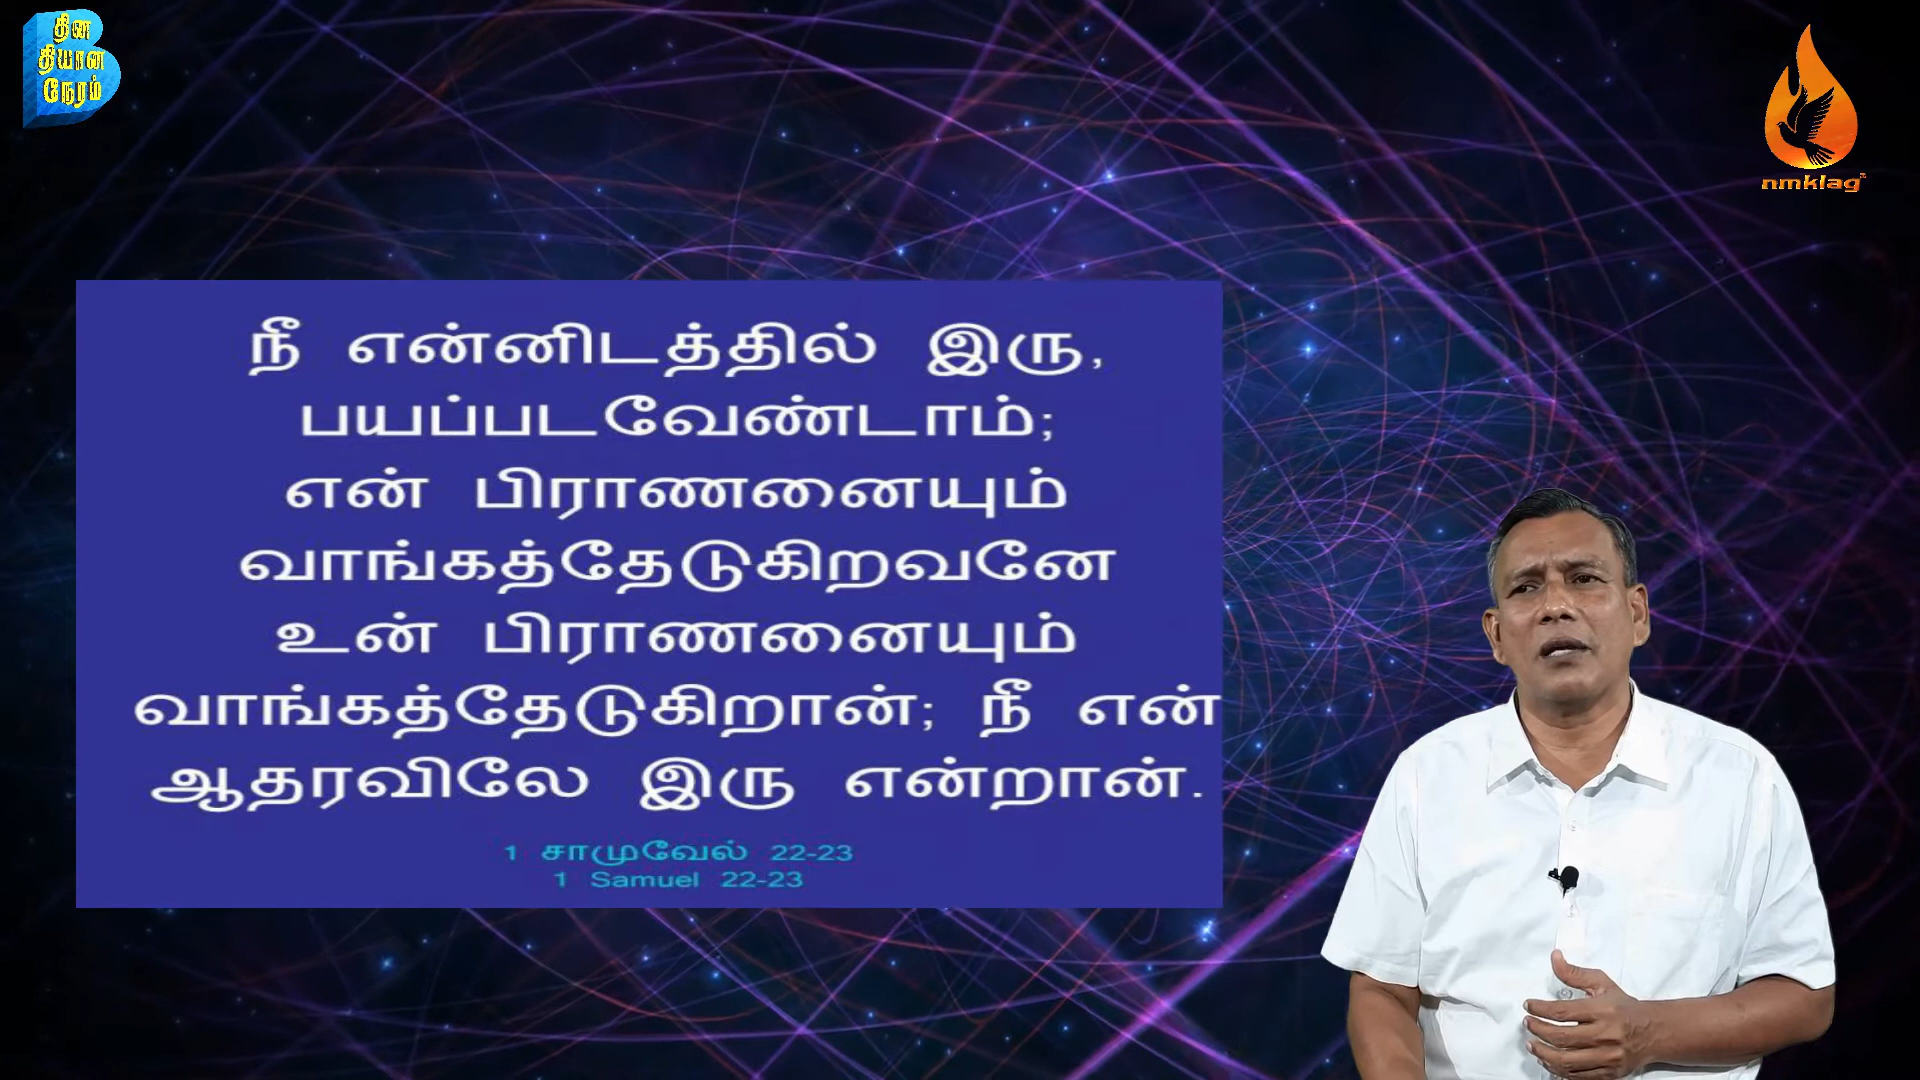 தின
தியான
நேரம்
nmklag
நீ என்னிடத்தில் இரு,
பயப்படவேண்டாம்;
என் பிராணனையும்
வாங்கத்தேடுகிறவனே
உன் பிராணனையும்
வாங்கத்தேடுகிறான்; நீ என்
ஆதரவிலே இரு என்றான்.
1 சாமுவேல் 22-23
1 Samuel 22-23